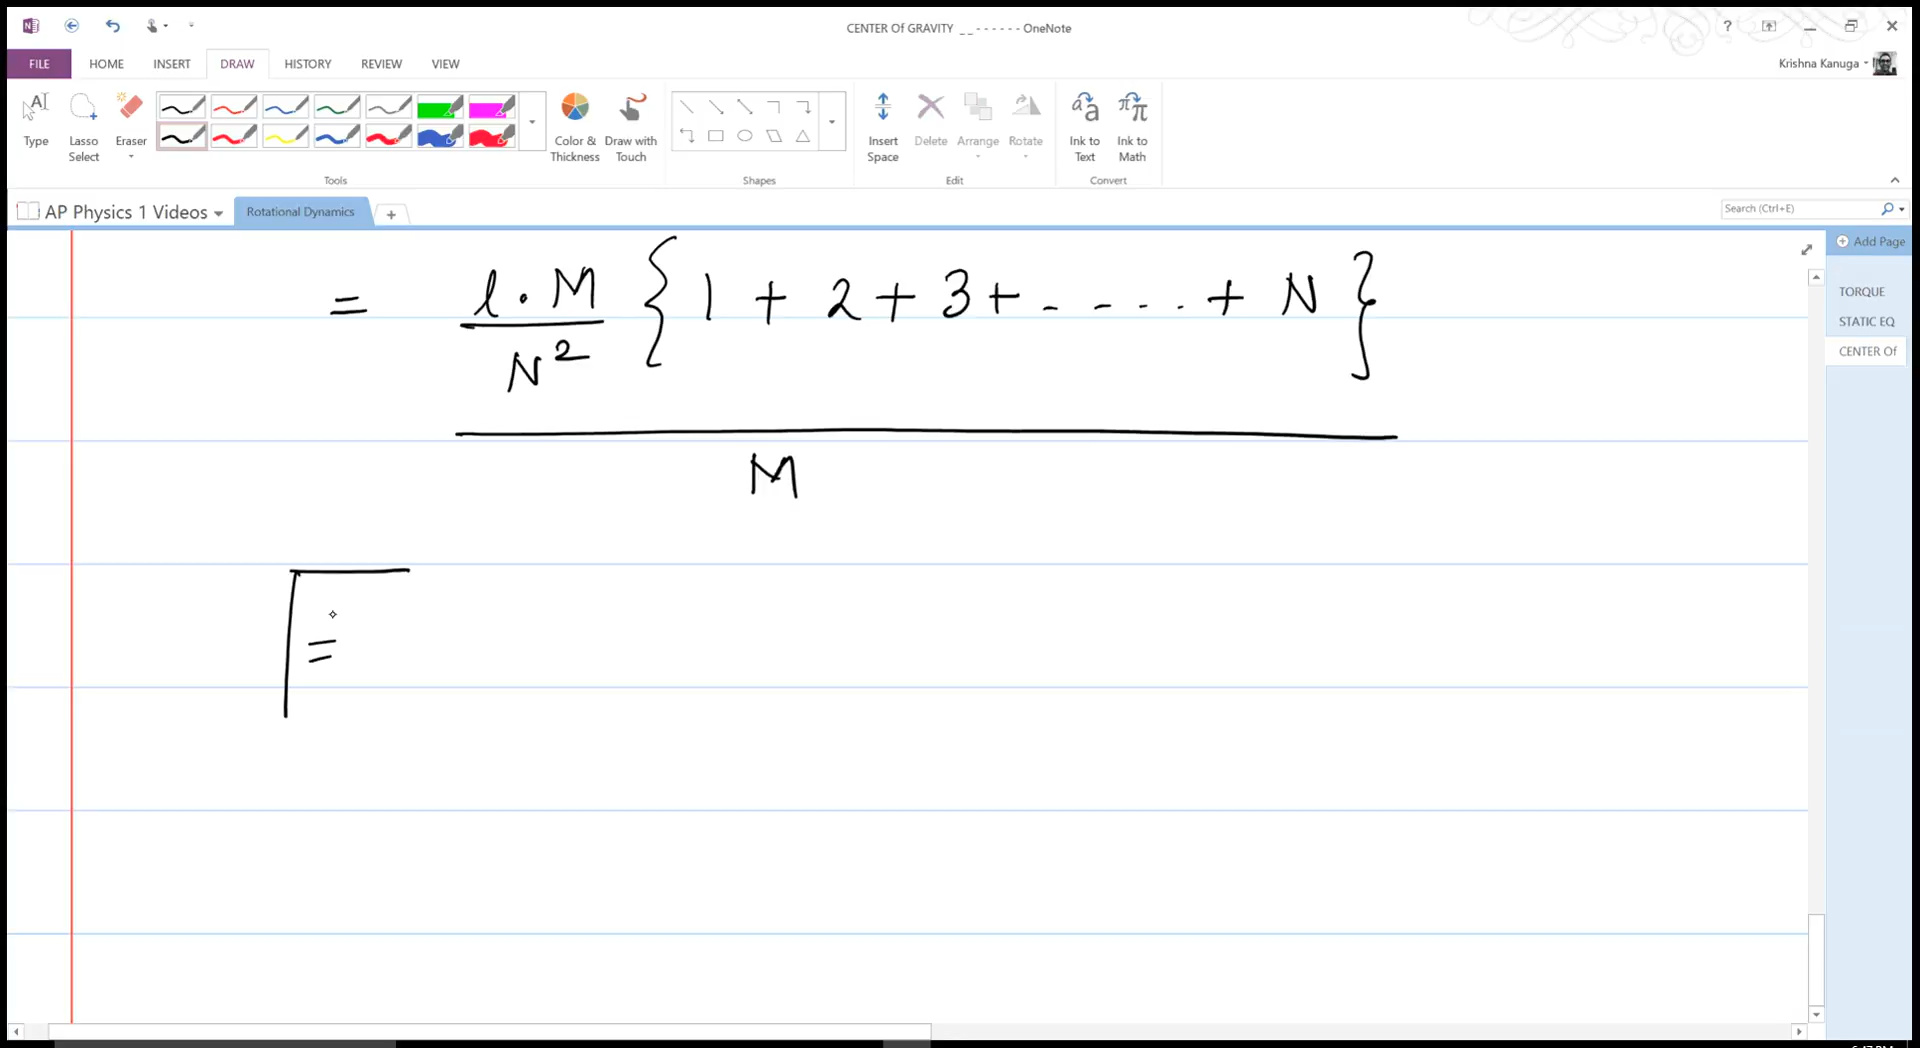 CENTER Of GRAVITY _ _ - - - - - - OneNote
?
FILE HOME INSERT DRAW HISTORY REVIEW VIEW
Krishna Kanuga
Type Lasso Select Eraser Color & Thickness Draw with Touch Insert Space Delete Arrange Rotate Ink to Text Ink to Math
Tools Shapes Edit Convert
AP Physics 1 Videos Rotational Dynamics + Search (Ctrl+E)
Add Page
TORQUE
STATIC EQ
CENTER Of
= l . M { 1 + 2 + 3 + - - - . . + N }
N²
M
=